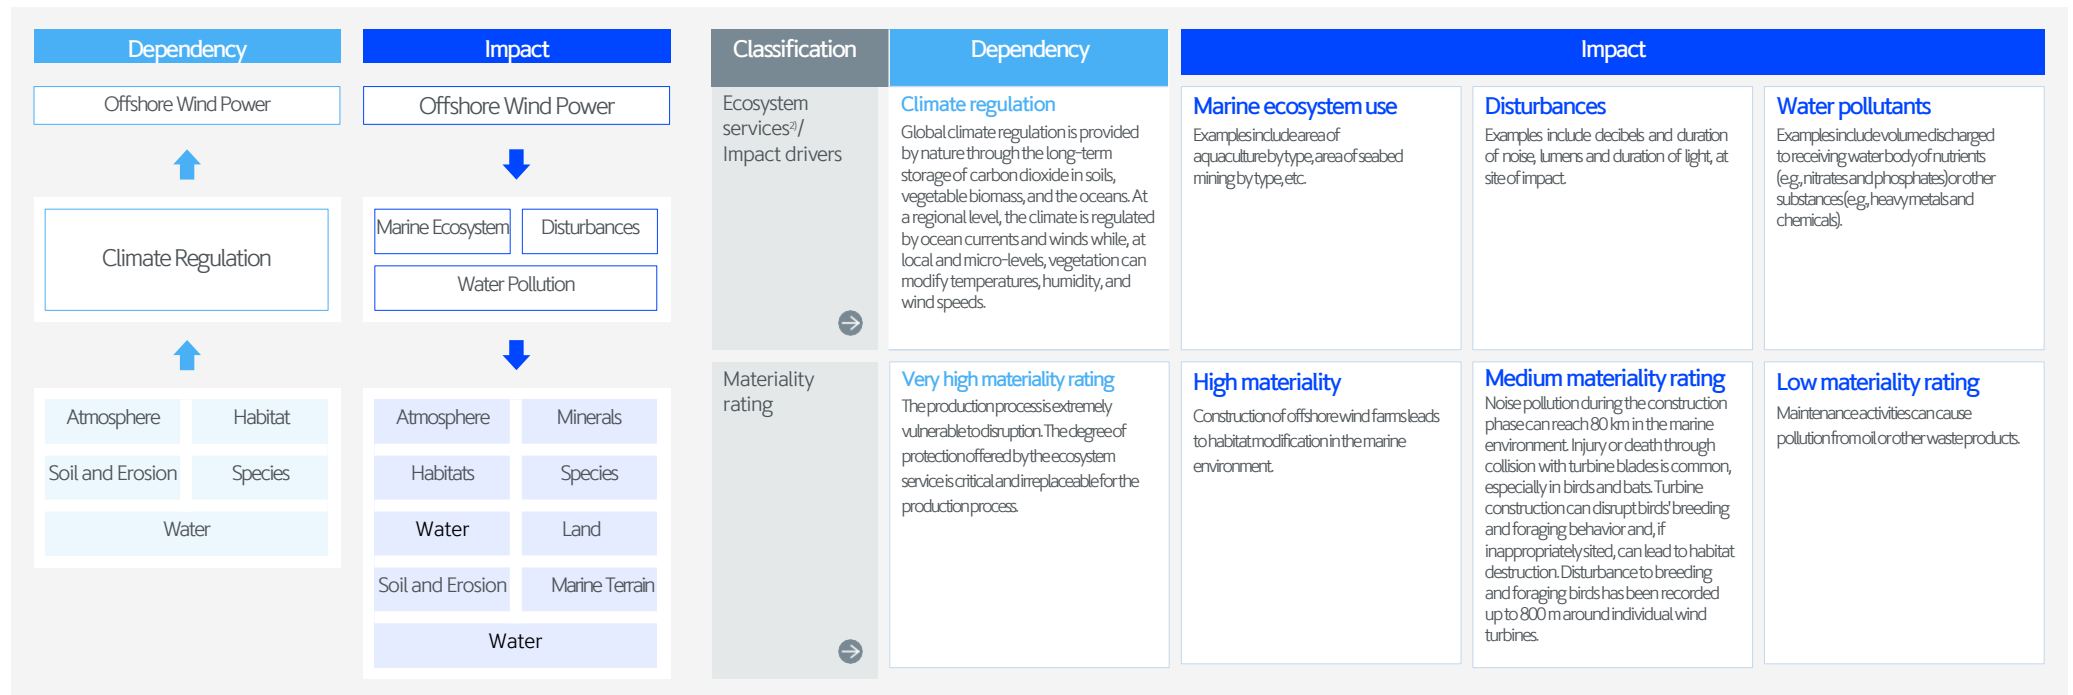 Dependency
Offshore Wind Power
Climate Regulation
Atmosphere
Habitat
Soil and Erosion
Species
Water
Impact
Offshore Wind Power
Marine Ecosystem
Disturbances
Water Pollution
Atmosphere
Minerals
Habitats
Species
Water
Land
Soil and Erosion
Marine Terrain
Water
Classification
Dependency
Impact
Ecosystem
services²⁾/
Impact drivers
Climate regulation
Global climate regulation is provided
by nature through the long-term
storage of carbon dioxide in soils,
vegetable biomass, and the oceans. At
a regional level, the climate is regulated
by ocean currents and winds while, at
local and micro-levels, vegetation can
modify temperatures, humidity, and
wind speeds.
Marine ecosystem use
Examples include area of
aquaculture by type, area of seabed
mining by type, etc.
Disturbances
Examples include decibels and duration
of noise, lumens and duration of light, at
site of impact.
Water pollutants
Examples include volume discharged
to receiving water body of nutrients
(e.g., nitrates and phosphates) or other
substances (e.g., heavy metals and
chemicals).
Materiality
rating
Very high materiality rating
The production process is extremely
vulnerable to disruption. The degree of
protection offered by the ecosystem
service is critical and irreplaceable for the
production process.
High materiality
Construction of offshore wind farms leads
to habitat modification in the marine
environment.
Medium materiality rating
Noise pollution during the construction
phase can reach 80 km in the marine
environment. Injury or death through
collision with turbine blades is common,
especially in birds and bats. Turbine
construction can disrupt birds' breeding
and foraging behavior and, if
inappropriately sited, can lead to habitat
destruction. Disturbance to breeding
and foraging birds has been recorded
up to 800 m around individual wind
turbines.
Low materiality rating
Maintenance activities can cause
pollution from oil or other waste products.